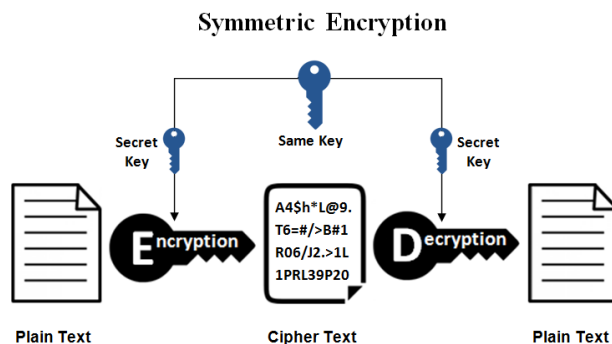 Symmetric Encryption
Secret
Key
Same Key
Secret
Key
A4$h*L@9.
T6=#/>B#1
R06/J2.>1L
1PRL39P20
Encryption
Decryption
Plain Text
Cipher Text
Plain Text